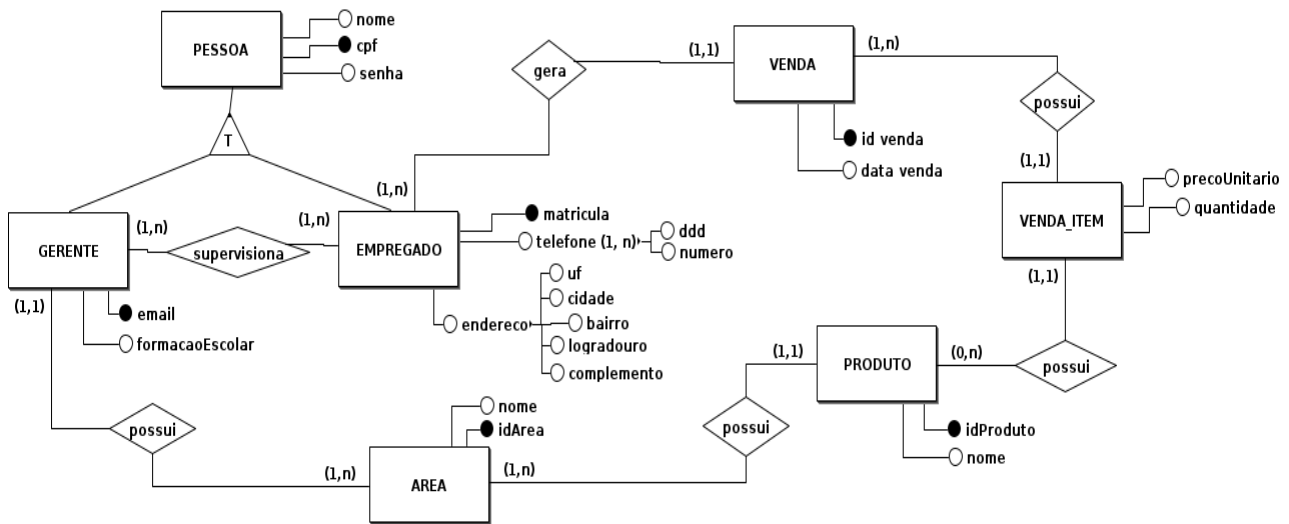 PESSOA
nome
cpf
senha
T
gera
(1,1)
VENDA
(1,n)
id venda
data venda
possui
(1,1)
VENDA_ITEM
precoUnitario
quantidade
(1,1)
GERENTE
(1,n)
supervisiona
(1,n)
(1,n)
EMPREGADO
matricula
telefone (1, n)
ddd
numero
endereco
uf
cidade
bairro
logradouro
complemento
(1,1)
email
formacaoEscolar
possui
(1,n)
AREA
nome
idArea
(1,n)
possui
(1,1)
PRODUTO
(0,n)
possui
idProduto
nome